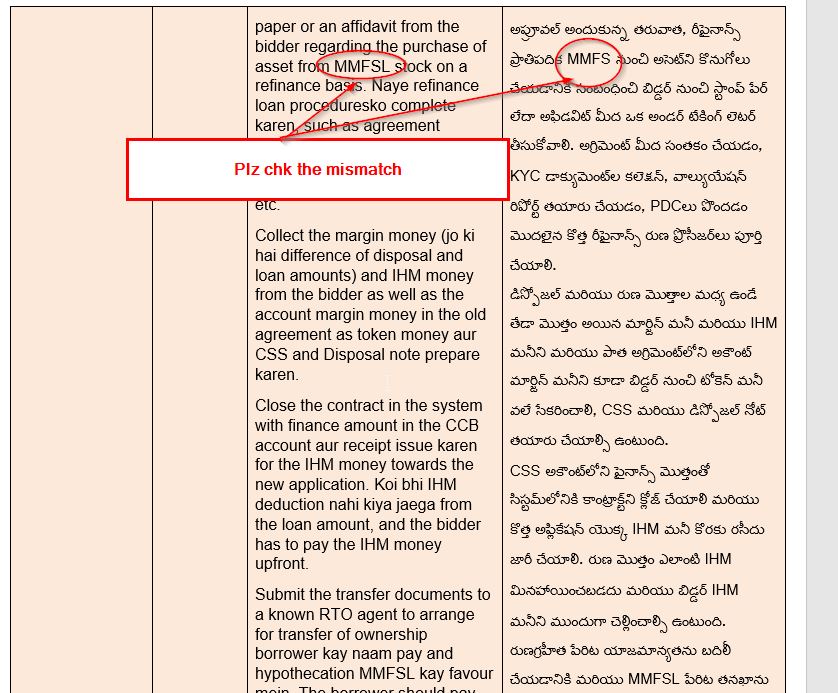 paper or an affidavit from the
bidder regarding the purchase of
asset from MMFSL stock on a
refinance basis. Naye refinance
loan proceduresko complete
karen, such as agreement
Plz chk the mismatch
etc.
Collect the margin money (jo ki
hai difference of disposal and
loan amounts) and IHM money
from the bidder as well as the
account margin money in the old
agreement as token money aur
CSS and Disposal note prepare
karen.
Close the contract in the system
with finance amount in the CCB
account aur receipt issue karen
for the IHM money towards the
new application. Koi bhi IHM
deduction nahi kiya jaega from
the loan amount, and the bidder
has to pay the IHM money
upfront.
Submit the transfer documents to
a known RTO agent to arrange
for transfer of ownership
borrower kay naam pay and
hypothecation MMFSL kay favour
mein. The borrower should pay
అప్రూవల్ అందుకున్న తరువాత, రీఫైనాన్స్
ప్రాతిపదిక MMFS నుంచి అసెట్‌ని కొనుగోలు
చేయడానికి సంబంధించి బిడ్డర్ నుంచి స్టాంప్ పేపర్
లేదా అఫిడవిట్ మీద ఒక అండర్ టేకింగ్ లెటర్
తీసుకోవాలి. అగ్రిమెంట్ మీద సంతకం చేయడం,
KYC డాక్యుమెంట్‌ల కలెక్షన్, వాల్యుయేషన్
రిపోర్ట్ తయారు చేయడం, PDCలు పొందడం
మొదలైన కొత్త రీఫైనాన్స్ రుణ ప్రొసీజర్‌లు పూర్తి
చేయాలి.
డిస్పోజల్ మరియు రుణ మొత్తాల మధ్య ఉండే
తేడా మొత్తం అయిన మార్జిన్ మనీ మరియు IHM
మనీని మరియు పాత అగ్రిమెంట్‌లోని అకౌంట్
మార్జిన్ మనీని కూడా బిడ్డర్ నుంచి టోకెన్ మనీ
వలే సేకరించాలి, CSS మరియు డిస్పోజల్ నోట్
తయారు చేయాల్సి ఉంటుంది.
CSS అకౌంట్‌లోని ఫైనాన్స్ మొత్తంతో
సిస్టమ్‌లోనికి కాంట్రాక్ట్‌ని క్లోజ్ చేయాలి మరియు
కొత్త అప్లికేషన్ యొక్క IHM మనీ కొరకు రసీదు
జారీ చేయాలి. రుణ మొత్తం ఎలాంటి IHM
మినహాయించబడదు మరియు బిడ్డర్ IHM
మనీని ముందుగా చెల్లించాల్సి ఉంటుంది.
రుణగ్రహీత పేరిట యాజమాన్యతను బదిలీ
చేయడానికి మరియు MMFSL పేరిట తనఖాను